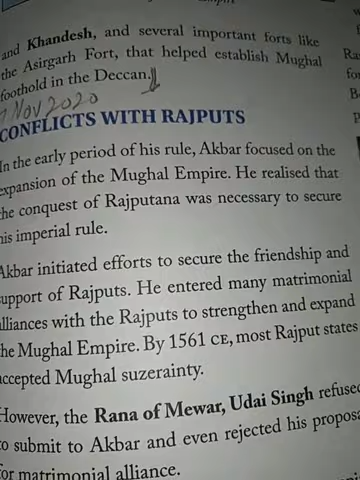 and Khandesh, and several important forts like
the Asirgarh Fort, that helped establish Mughal
foothold in the Deccan.
Nov 2020
CONFLICTS WITH RAJPUTS
In the early period of his rule, Akbar focused on the
expansion of the Mughal Empire. He realised that
the conquest of Rajputana was necessary to secure
his imperial rule.
Akbar initiated efforts to secure the friendship and
support of Rajputs. He entered many matrimonial
alliances with the Rajputs to strengthen and expand
the Mughal Empire. By 1561 CE, most Rajput states
accepted Mughal suzerainty.
However, the Rana of Mewar, Udai Singh refused
to submit to Akbar and even rejected his proposa
for matrimonial alliance.